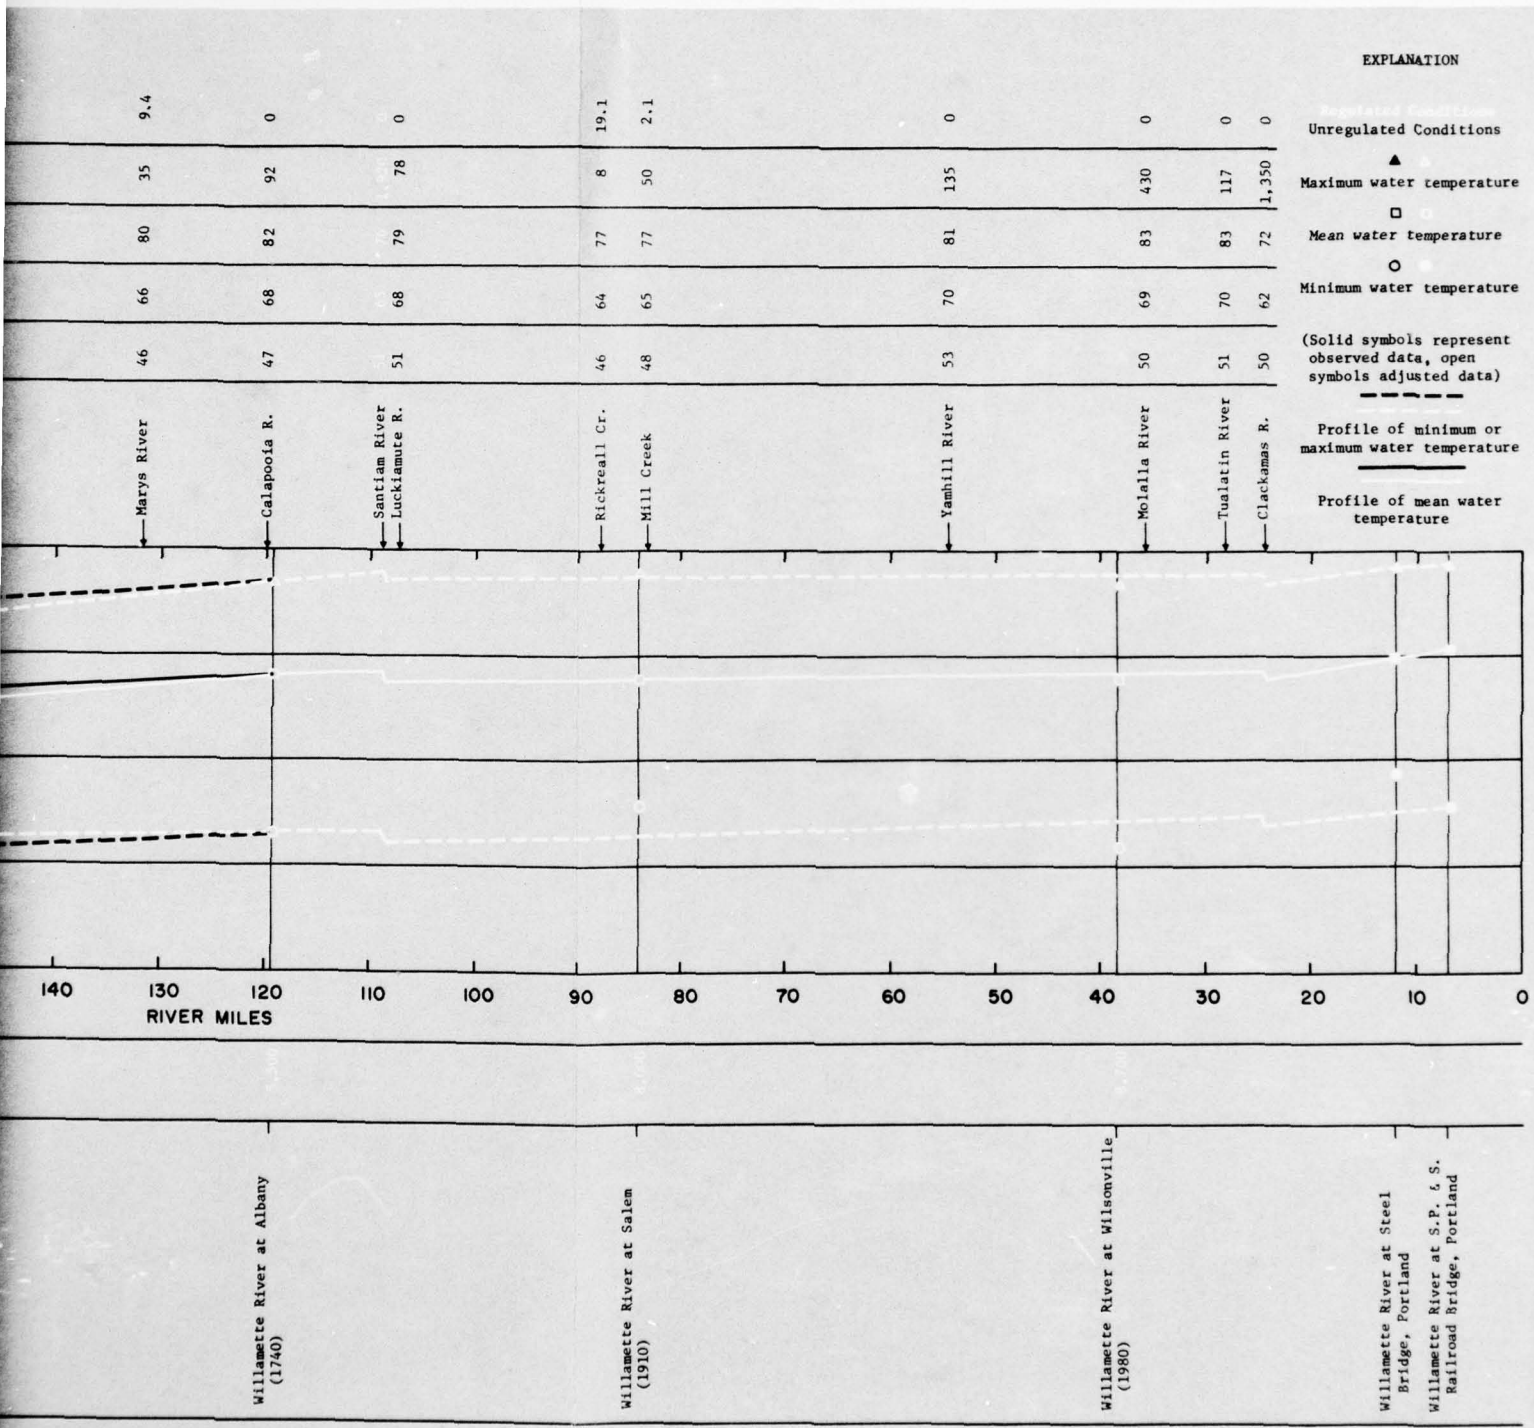 EXPLANATION
Regulated Conditions
Unregulated Conditions
Maximum water temperature
Mean water temperature
Minimum water temperature
(Solid symbols represent
observed data, open
symbols adjusted data)
Profile of minimum or
maximum water temperature
Profile of mean water
temperature
9.4 0 0 19.1 2.1 0 0 0 0
35 92 78 8 50 135 430 117 1,350
80 82 79 77 77 81 83 83 72
66 68 68 64 65 70 69 70 62
46 47 51 46 48 53 50 51 50
Marys River
Calapooia R.
Santiam River
Luckiamute R.
Rickreall Cr.
Mill Creek
Yamhill River
Molalla River
Tualatin River
Clackamas R.
140 130 120 110 100 90 80 70 60 50 40 30 20 10 0
RIVER MILES
Willamette River at Albany
(1740)
Willamette River at Salem
(1910)
Willamette River at Wilsonville
(1980)
Willamette River at Steel
Bridge, Portland
Willamette River at S.P. & S.
Railroad Bridge, Portland